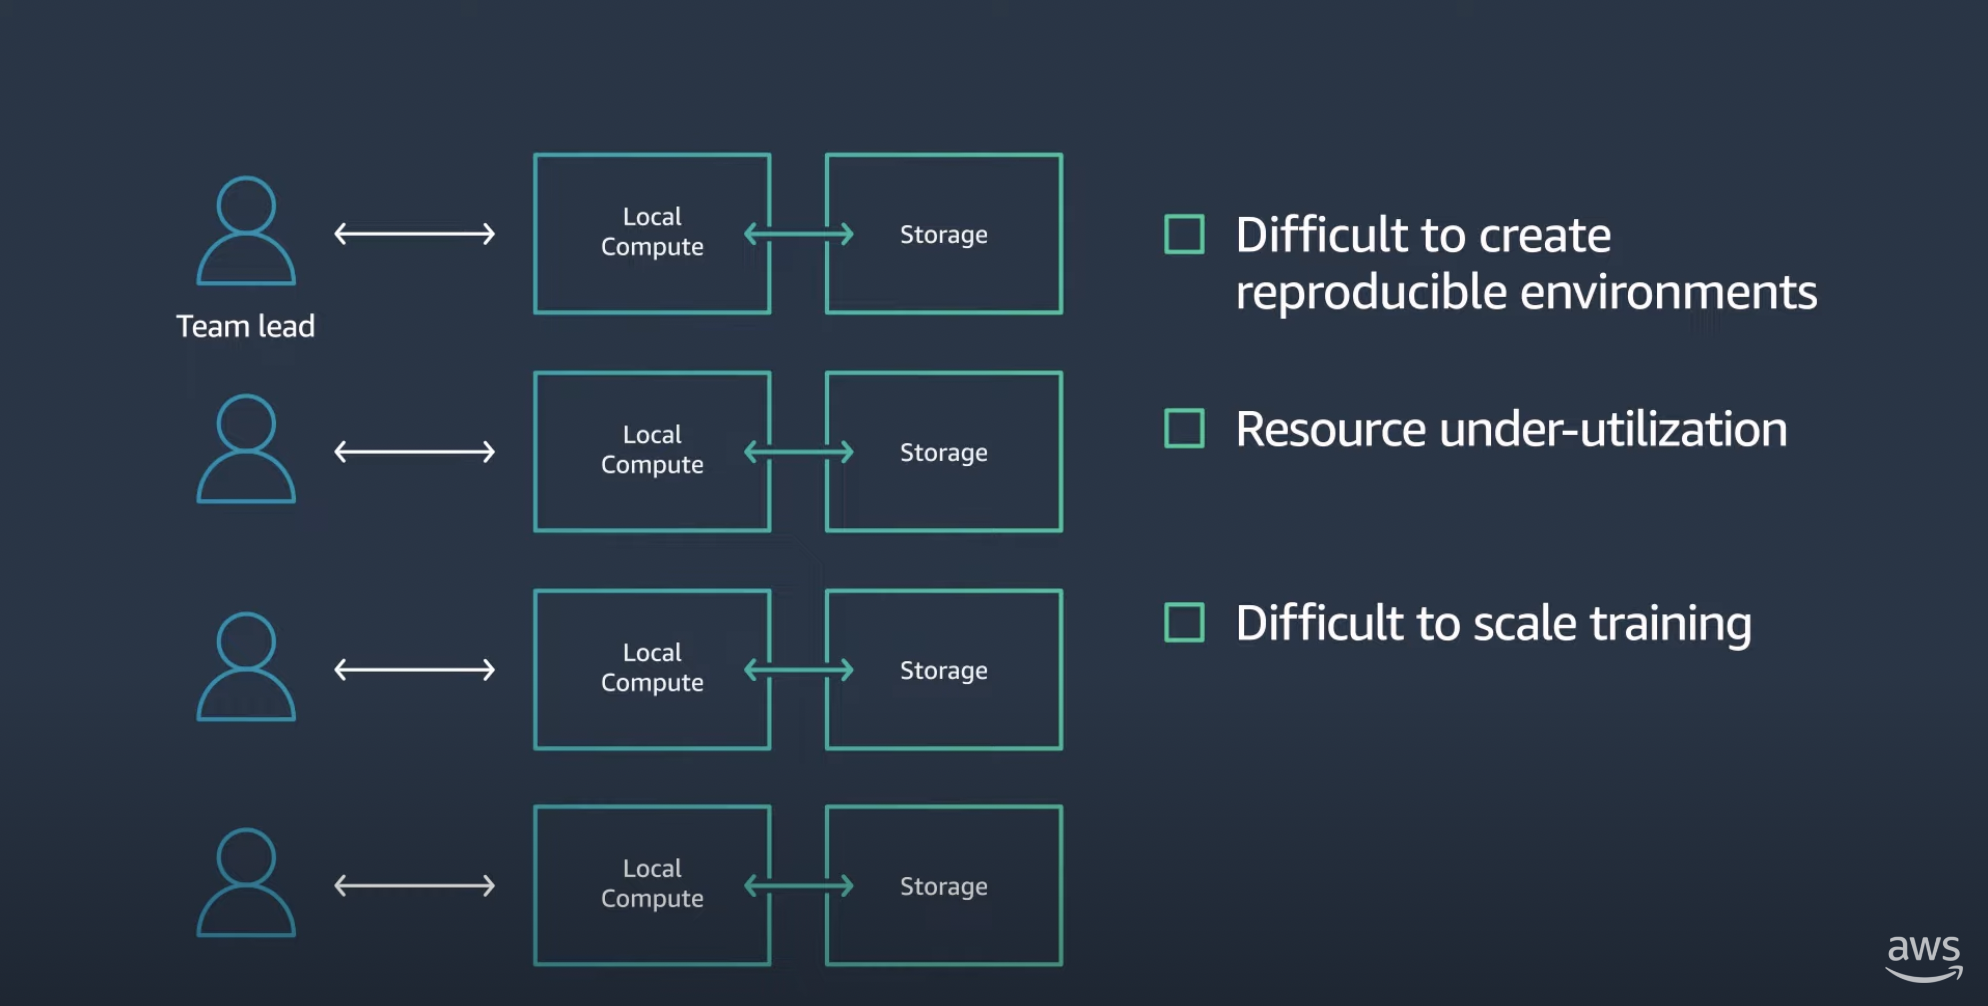 Local
Compute
Storage
Team lead
Local
Compute
Storage
Local
Compute
Storage
Local
Compute
Storage
Difficult to create
reproducible environments
Resource under-utilization
Difficult to scale training
aws